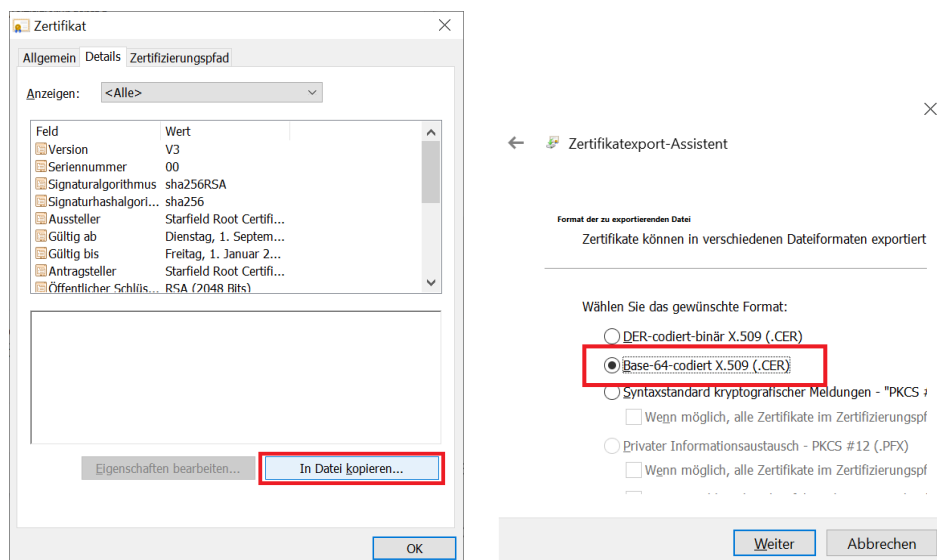 Zertifikat
Allgemein Details Zertifizierungspfad
Anzeigen: <Alle>
Feld Wert
Version V3
Seriennummer 00
Signaturalgorithmus sha256RSA
Signaturhashalgori... sha256
Aussteller Starfield Root Certifi...
Gültig ab Dienstag, 1. Septem...
Gültig bis Freitag, 1. Januar 2...
Antragsteller Starfield Root Certifi...
Öffentlicher Schlüs... RSA (2048 Bits)
Eigenschaften bearbeiten... In Datei kopieren...
OK
Zertifikatexport-Assistent
Format der zu exportierenden Datei
Zertifikate können in verschiedenen Dateiformaten exportiert
Wählen Sie das gewünschte Format:
DER-codiert-binär X.509 (.CER)
Base-64-codiert X.509 (.CER)
Syntaxstandard kryptografischer Meldungen - "PKCS
Wenn möglich, alle Zertifikate im Zertifizierungspf
Privater Informationsaustausch - PKCS #12 (.PFX)
Wenn möglich, alle Zertifikate im Zertifizierungspf
Weiter Abbrechen